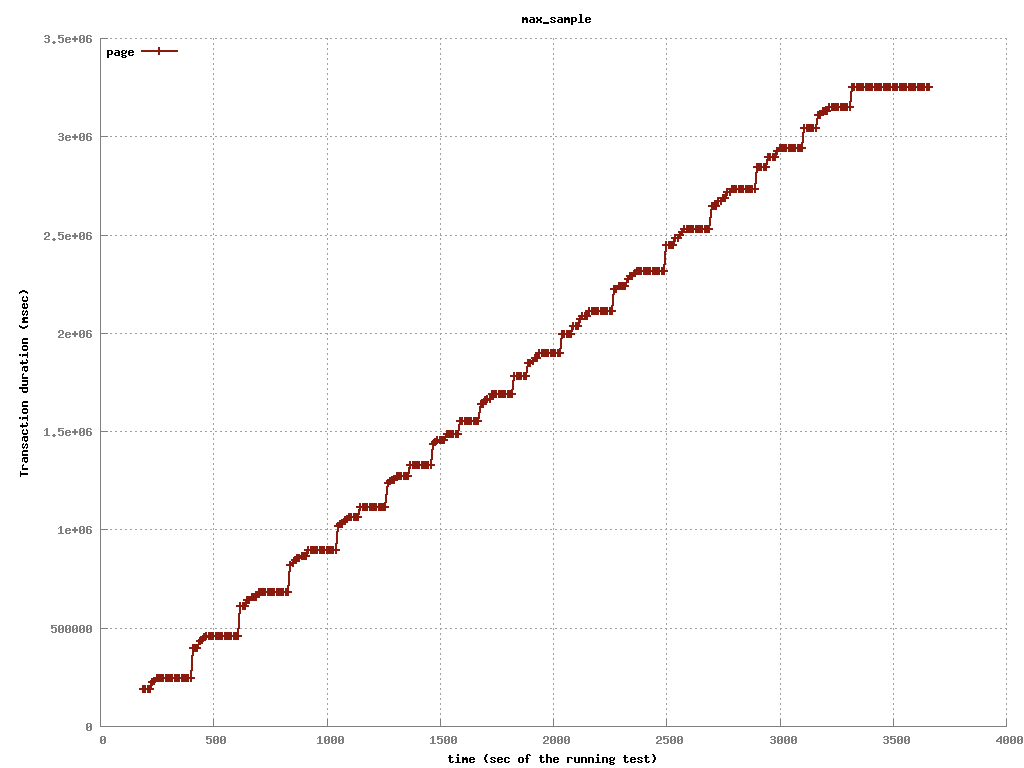 max_sample
3.5e+06
page
3e+06
2.5e+06
2e+06
1.5e+06
1e+06
500000
0
Transaction duration (msec)
0 500 1000 1500 2000 2500 3000 3500 4000
time (sec of the running test)